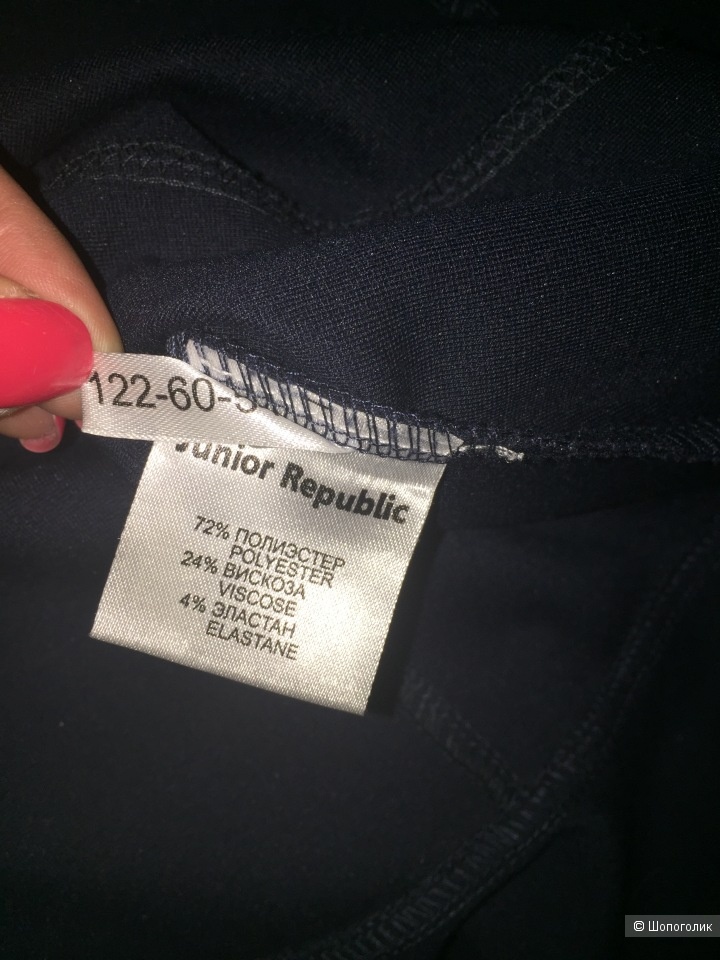 122-60-
Junior Republic
72% ПОЛИЭСТЕР
POLYESTER
24% ВИСКОЗА
VISCOSE
4% ЭЛАСТАН
ELASTANE
© Шопоголик